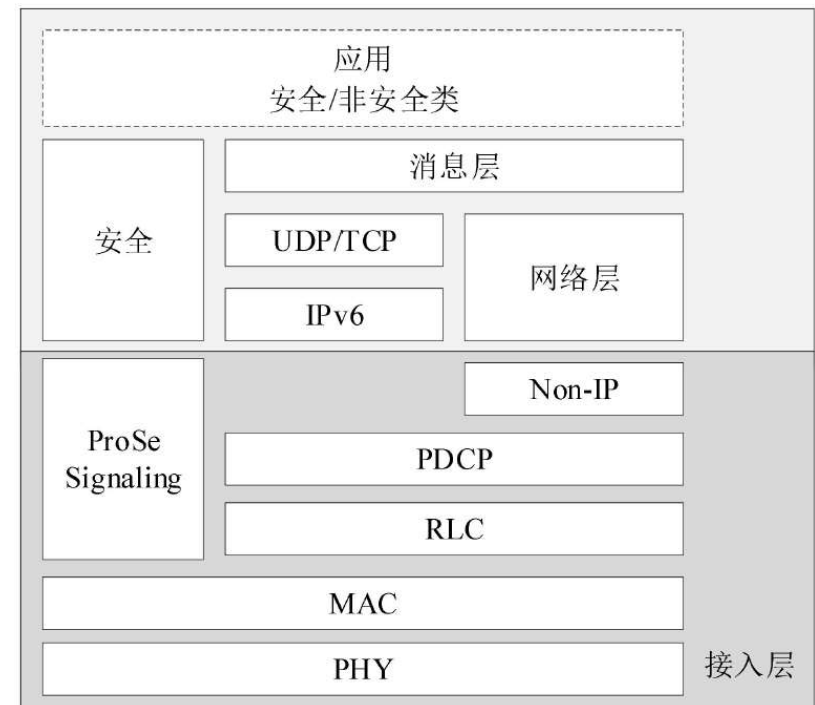 应用
安全/非安全类
安全
消息层
UDP/TCP
网络层
IPv6
ProSe
Signaling
Non-IP
PDCP
RLC
MAC
PHY
接入层